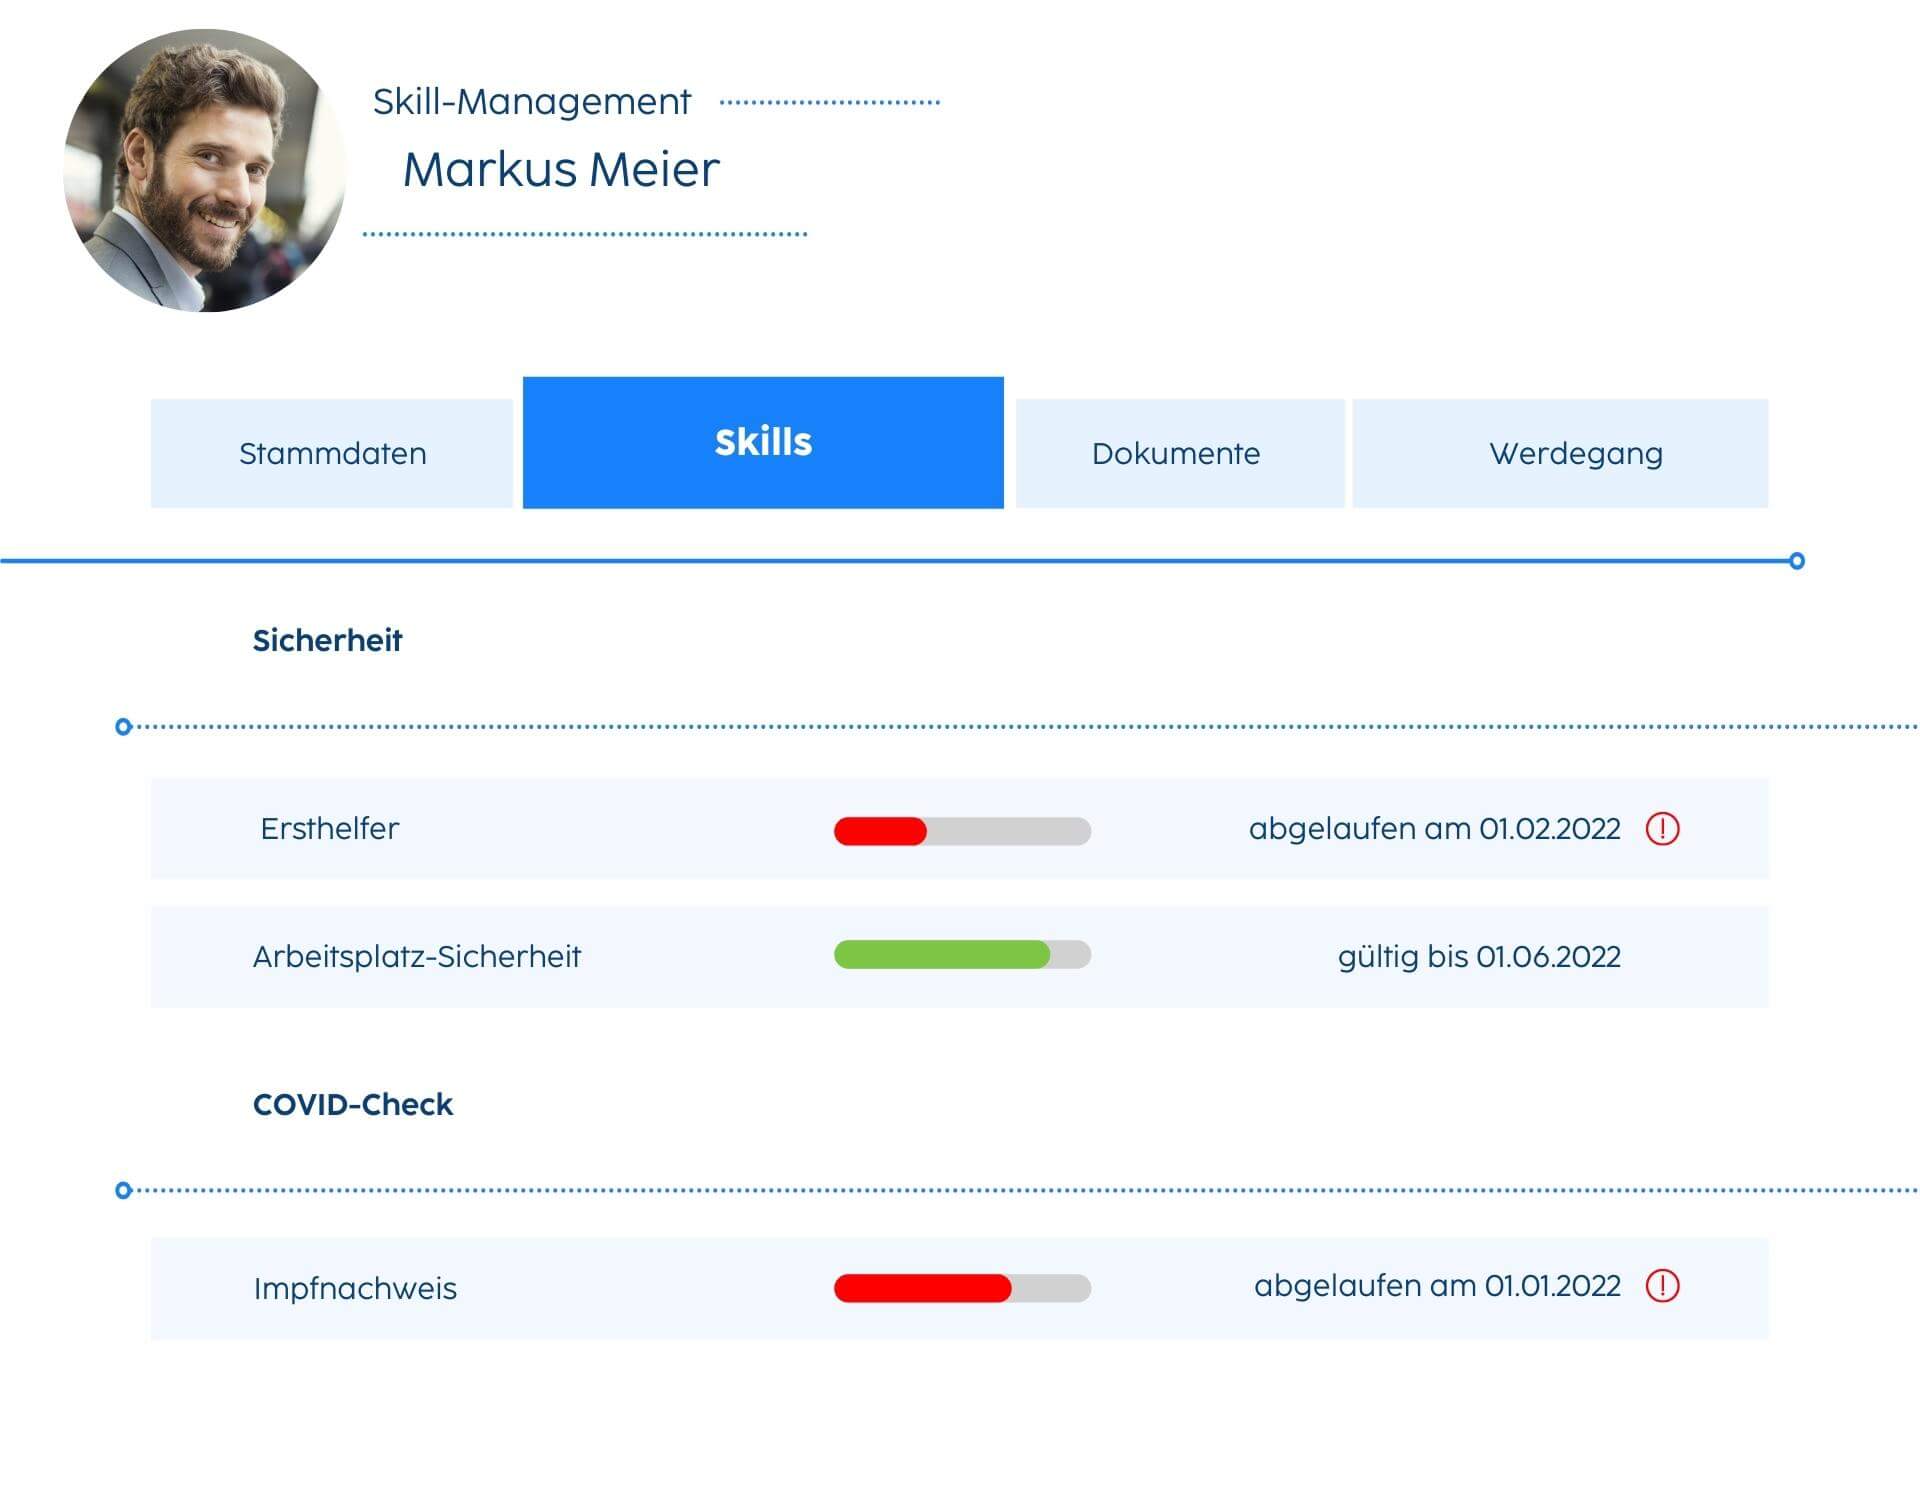 Skill-Management
Markus Meier
Stammdaten
Skills
Dokumente
Werdegang
Sicherheit
Ersthelfer
abgelaufen am 01.02.2022
Arbeitsplatz-Sicherheit
gültig bis 01.06.2022
COVID-Check
Impfnachweis
abgelaufen am 01.01.2022